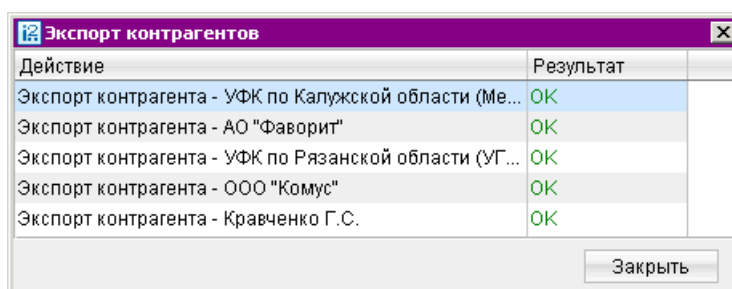 Экспорт контрагентов
Действие Результат
Экспорт контрагента - УФК по Калужской области (Ме... OK
Экспорт контрагента - АО "Фаворит" OK
Экспорт контрагента - УФК по Рязанской области (УГ... OK
Экспорт контрагента - ООО "Комус" OK
Экспорт контрагента - Кравченко Г.С. OK
Закрыть